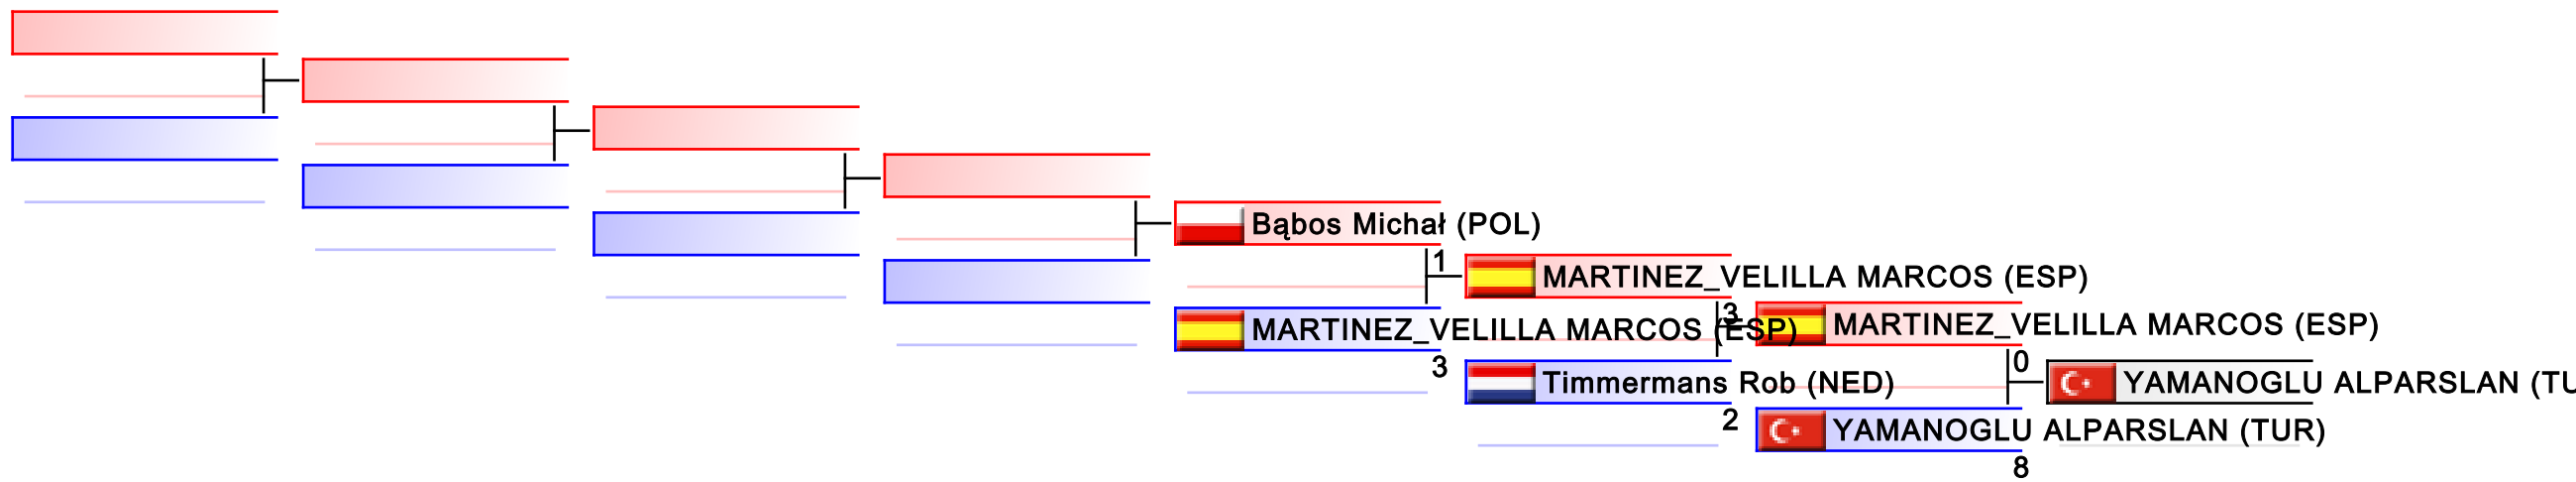 Bąbos Michał (POL)
1
MARTINEZ_VELILLA MARCOS (ESP)
MARTINEZ_VELILLA MARCOS (ESP)
3
3
MARTINEZ_VELILLA MARCOS (ESP)
Timmermans Rob (NED)
2
0
YAMANOGLU ALPARSLAN (TU
YAMANOGLU ALPARSLAN (TUR)
8